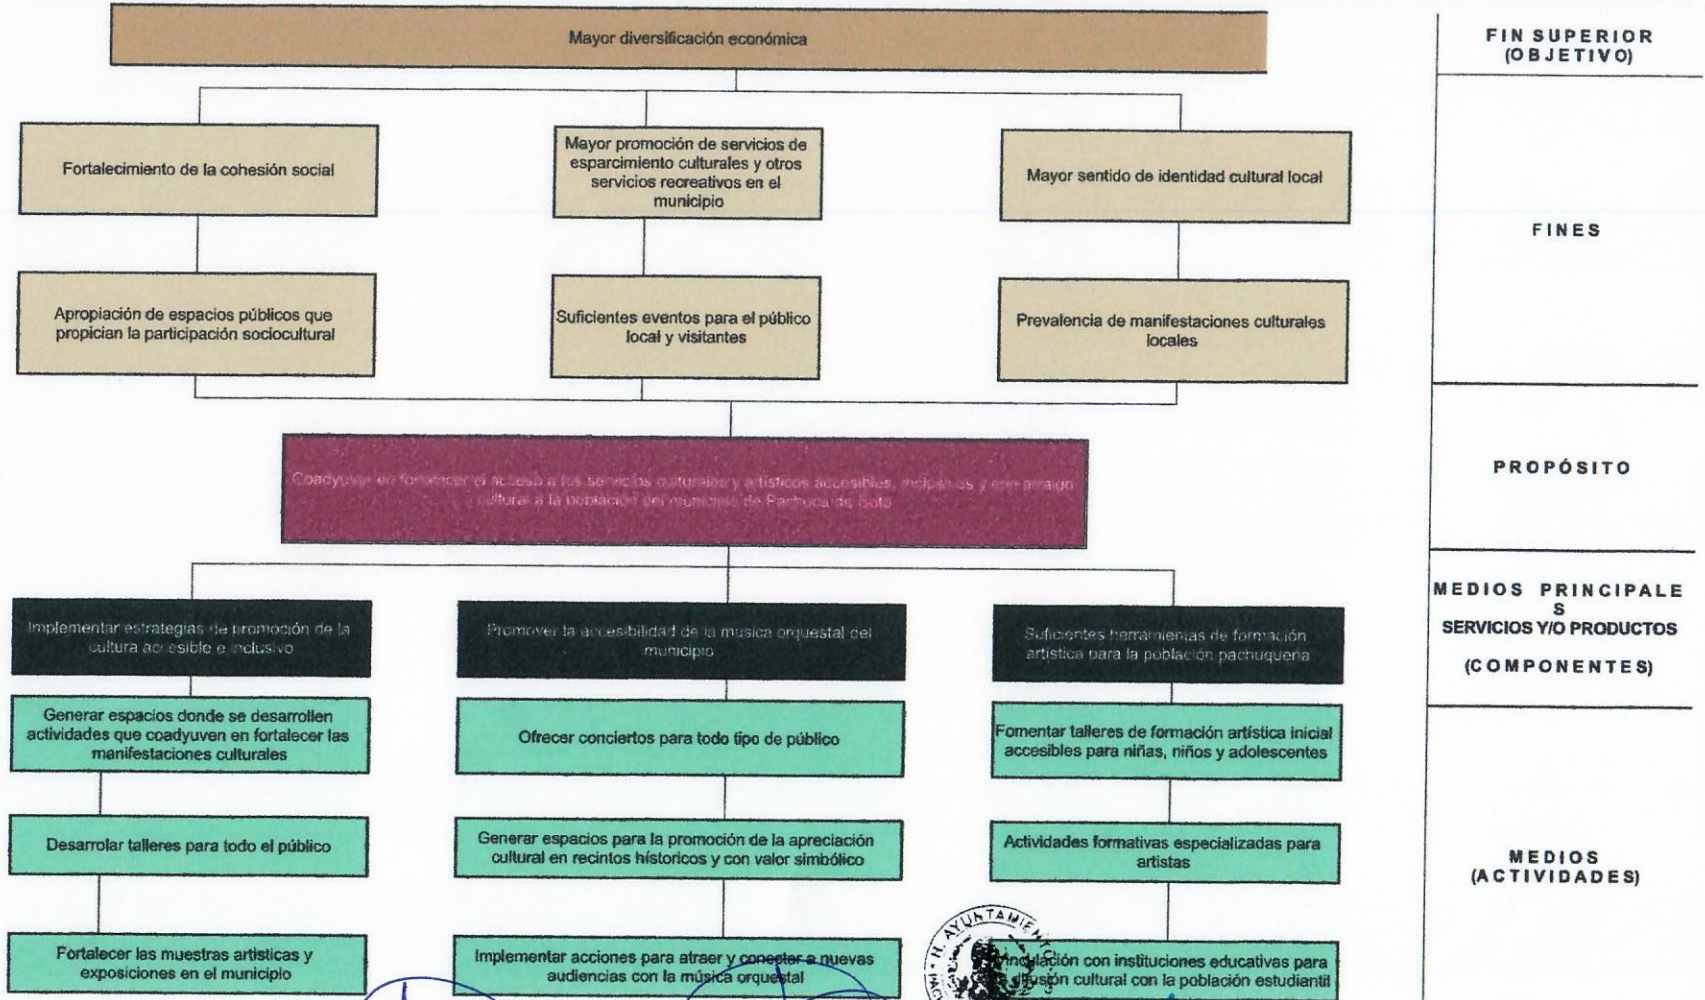 Mayor diversificación económica
FIN SUPERIOR
(OBJETIVO)
Fortalecimiento de la cohesión social
Mayor promoción de servicios de
esparcimiento culturales y otros
servicios recreativos en el
municipio
Mayor sentido de identidad cultural local
FINES
Apropiación de espacios públicos que
propician la participación sociocultural
Suficientes eventos para el público
local y visitantes
Prevalencia de manifestaciones culturales
locales
Coadyuvar en fortalecer el acceso a los servicios culturales y artísticos accesibles, inclusivos y con arraigo
cultural a la población del municipio de Pachuca de Soto
PROPÓSITO
Implementar estrategias de promoción de la
cultura accesible e inclusivo
Promover la accesibilidad de la musica orquestal del
municipio
Suficientes herramientas de formación
artística para la población pachuqueña
MEDIOS PRINCIPALE
S
SERVICIOS Y/O PRODUCTOS
(COMPONENTES)
Generar espacios donde se desarrollen
actividades que coadyuven en fortalecer las
manifestaciones culturales
Ofrecer conciertos para todo tipo de público
Fomentar talleres de formación artística inicial
accesibles para niñas, niños y adolescentes
Desarrolar talleres para todo el público
Generar espacios para la promoción de la apreciación
cultural en recintos hístoricos y con valor simbólico
Actividades formativas especializadas para
artistas
MEDIOS
(ACTIVIDADES)
Fortalecer las muestras artísticas y
exposiciones en el municipio
Implementar acciones para atraer y conectar a nuevas
audiencias con la música orquestal
Vinculación con instituciones educativas para
difusión cultural con la población estudiantil
H. AYUNTAMIENTO